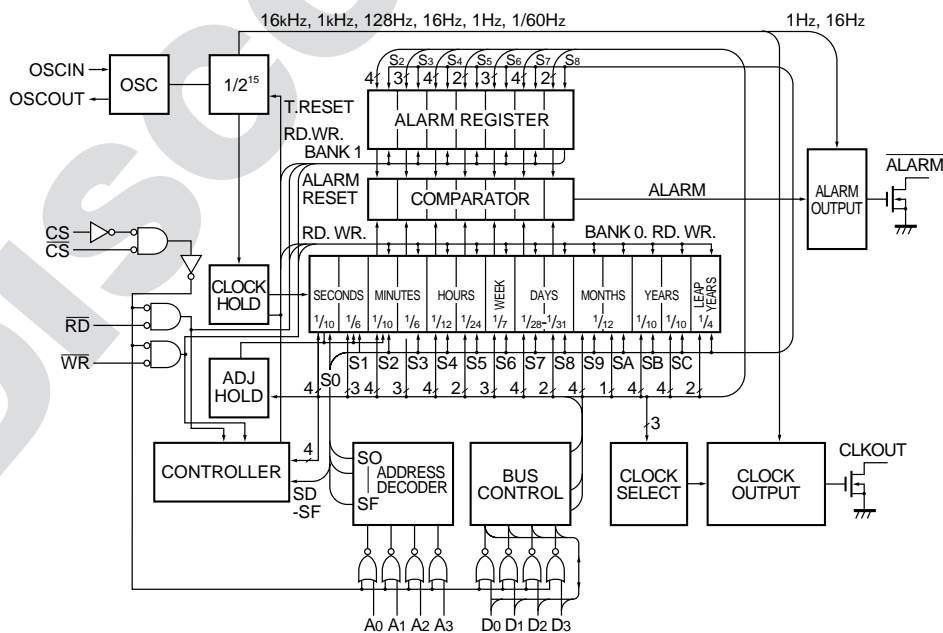 16kHz, 1kHz, 128Hz, 16Hz, 1Hz, 1/60Hz
1Hz, 16Hz
OSCIN
OSCOUT
OSC
1/2¹⁵
S2 S3 S4 S5 S6 S7 S8
4 3 4 2 3 4 2
T.RESET
ALARM REGISTER
RD.WR.
BANK 1
ALARM
ALARM RESET
COMPARATOR
ALARM
ALARM OUTPUT
CS
CS
RD. WR.
BANK 0. RD. WR.
CLOCK HOLD
SECONDS MINUTES HOURS WEEK DAYS MONTHS YEARS LEAP YEARS
1/10 1/6 1/10 1/6 1/12 1/24 1/7 1/28-1/31 1/12 1/10 1/10 1/4
RD
WR
ADJ HOLD
S0 S1 S2 S3 S4 S5 S6 S7 S8 S9 SA SB SC
4 3 4 3 4 2 3 4 2 4 1 4 4 2
3
CONTROLLER
4
SD
-SF
SO
ADDRESS DECODER
SF
BUS CONTROL
CLOCK SELECT
CLOCK OUTPUT
CLKOUT
A0 A1 A2 A3 D0 D1 D2 D3
Disco